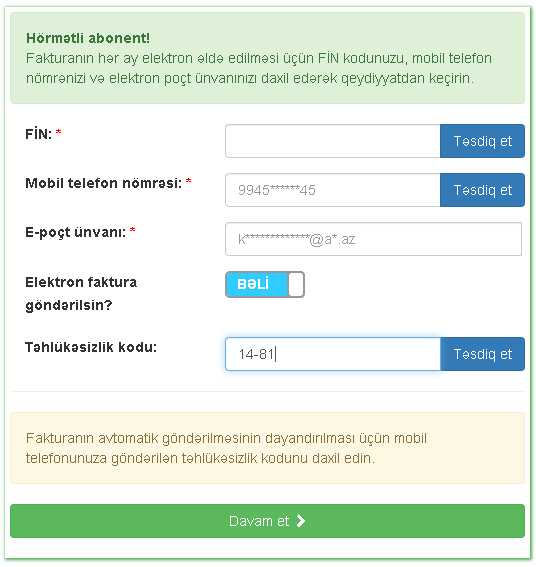 Hörmətli abonent!
Fakturanın hər ay elektron əldə edilməsi üçün FİN kodunuzu, mobil telefon
nömrənizi və elektron poçt ünvanınızı daxil edərək qeydiyyatdan keçirin.
FİN: * Təsdiq et
Mobil telefon nömrəsi: * 9945******45 Təsdiq et
E-poçt ünvanı: * k*************@a*.az
Elektron faktura
göndərilsin?
BƏLİ
Təhlükəsizlik kodu: 14-81 Təsdiq et
Fakturanın avtomatik göndərilməsinin dayandırılması üçün mobil
telefonunuza göndərilən təhlükəsizlik kodunu daxil edin.
Davam et